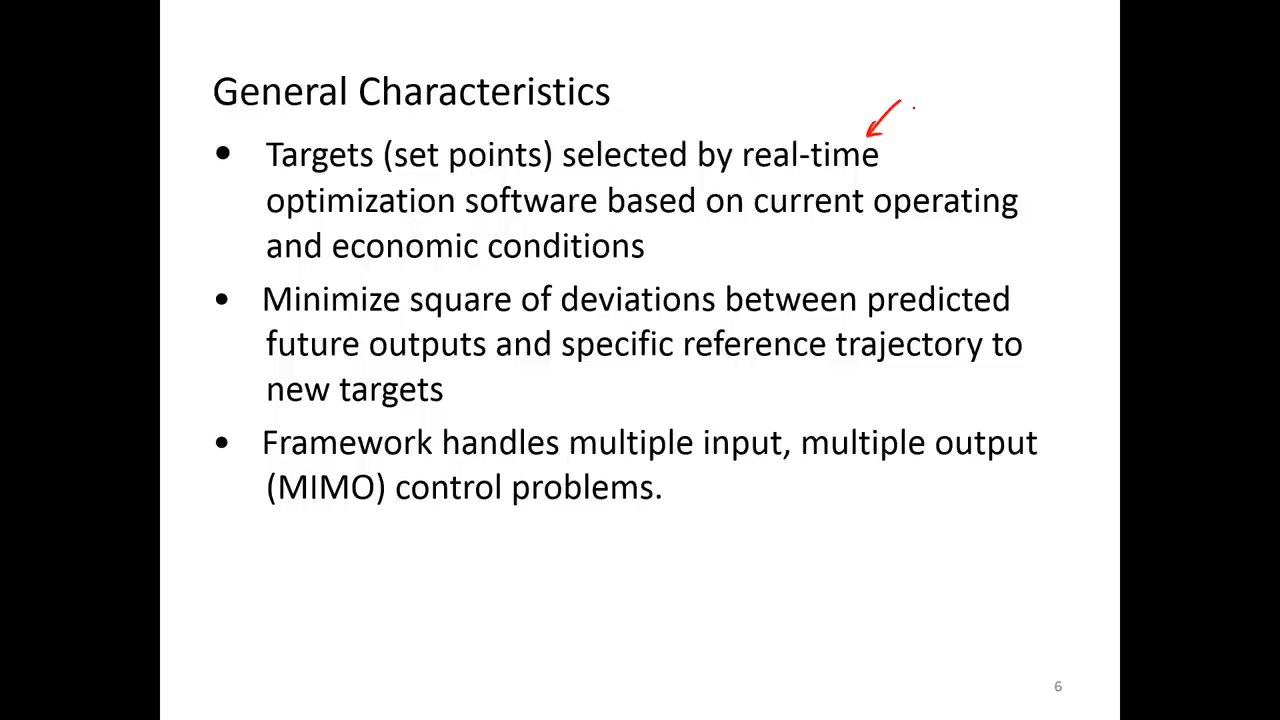 General Characteristics
• Targets (set points) selected by real-time
optimization software based on current operating
and economic conditions
• Minimize square of deviations between predicted
future outputs and specific reference trajectory to
new targets
• Framework handles multiple input, multiple output
(MIMO) control problems.
6